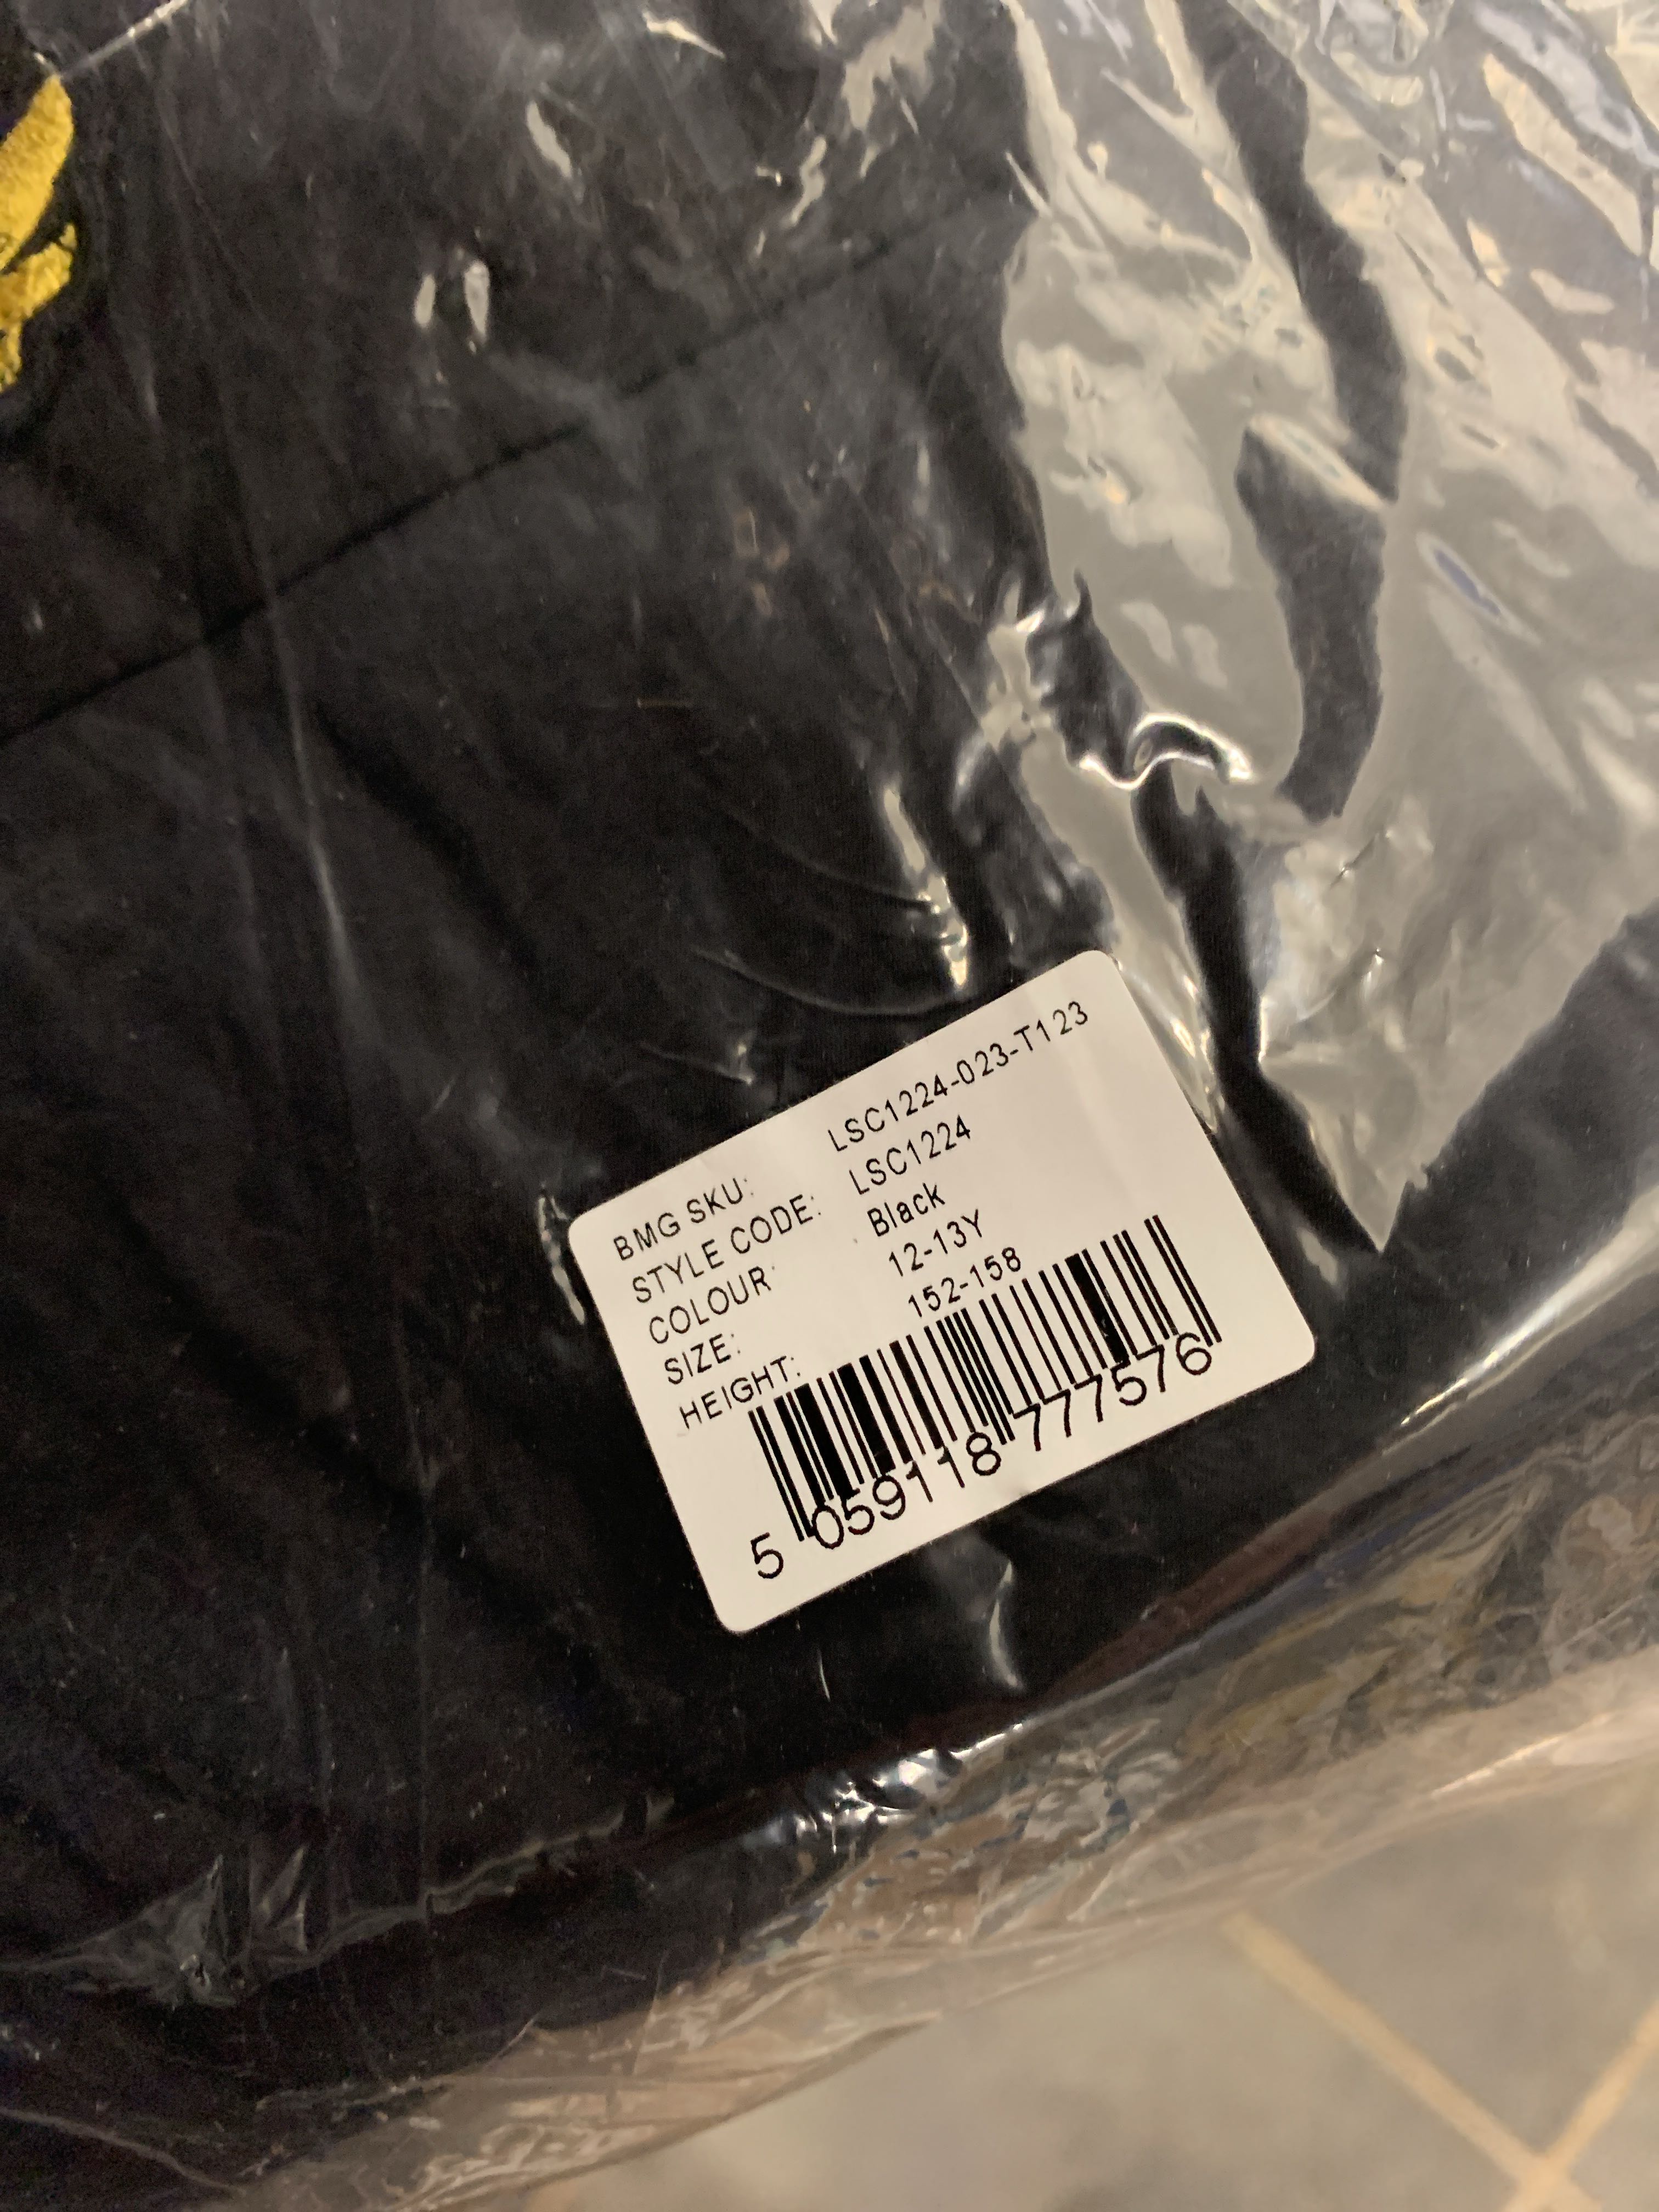 BMG SKU: LSC1224-023-T123
STYLE CODE: LSC1224
COLOUR: Black
SIZE: 12-13Y
HEIGHT: 152-158
5 059118 777576